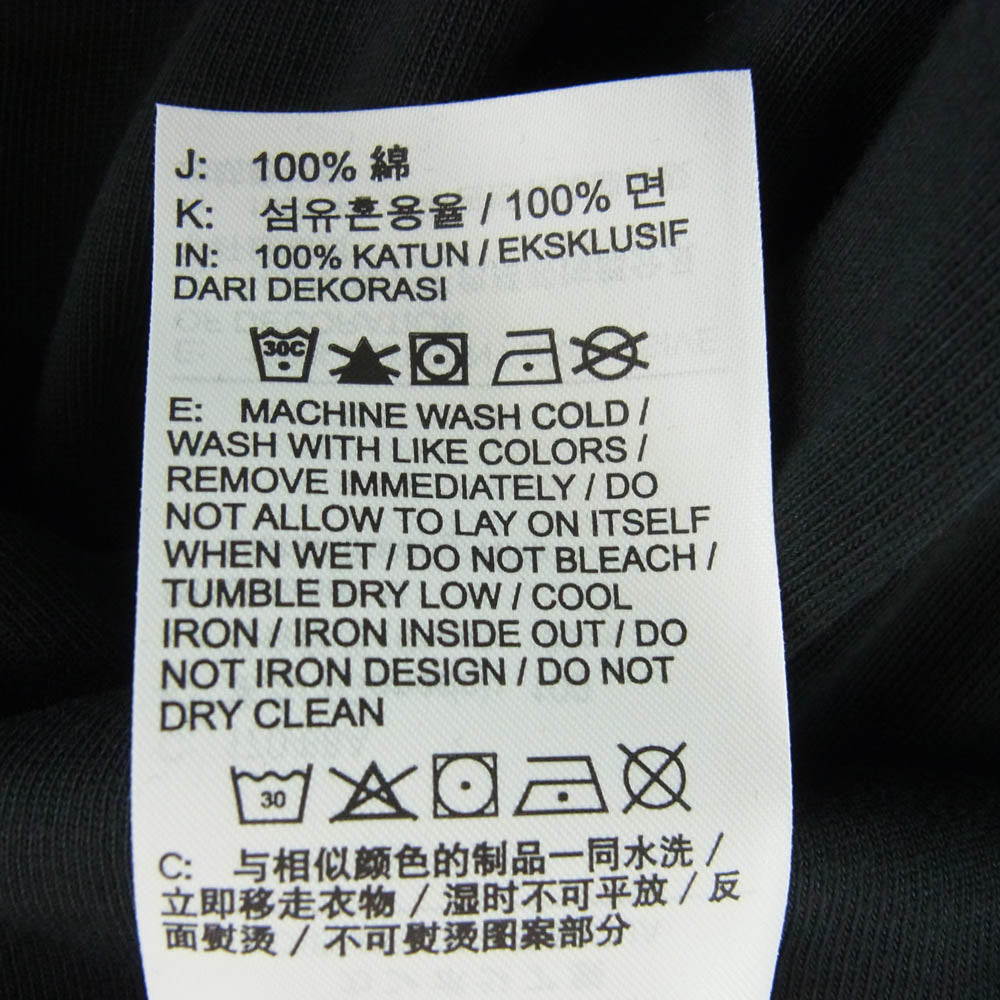 J: 100% 綿
K: 섬유혼용율 / 100% 면
IN: 100% KATUN / EKSKLUSIF
DARI DEKORASI
30C
E: MACHINE WASH COLD /
WASH WITH LIKE COLORS /
REMOVE IMMEDIATELY / DO
NOT ALLOW TO LAY ON ITSELF
WHEN WET / DO NOT BLEACH /
TUMBLE DRY LOW / COOL
IRON / IRON INSIDE OUT / DO
NOT IRON DESIGN / DO NOT
DRY CLEAN
30
C: 与相似颜色的制品一同水洗 /
立即移走衣物 / 湿时不可平放 / 反
面熨烫 / 不可熨烫图案部分